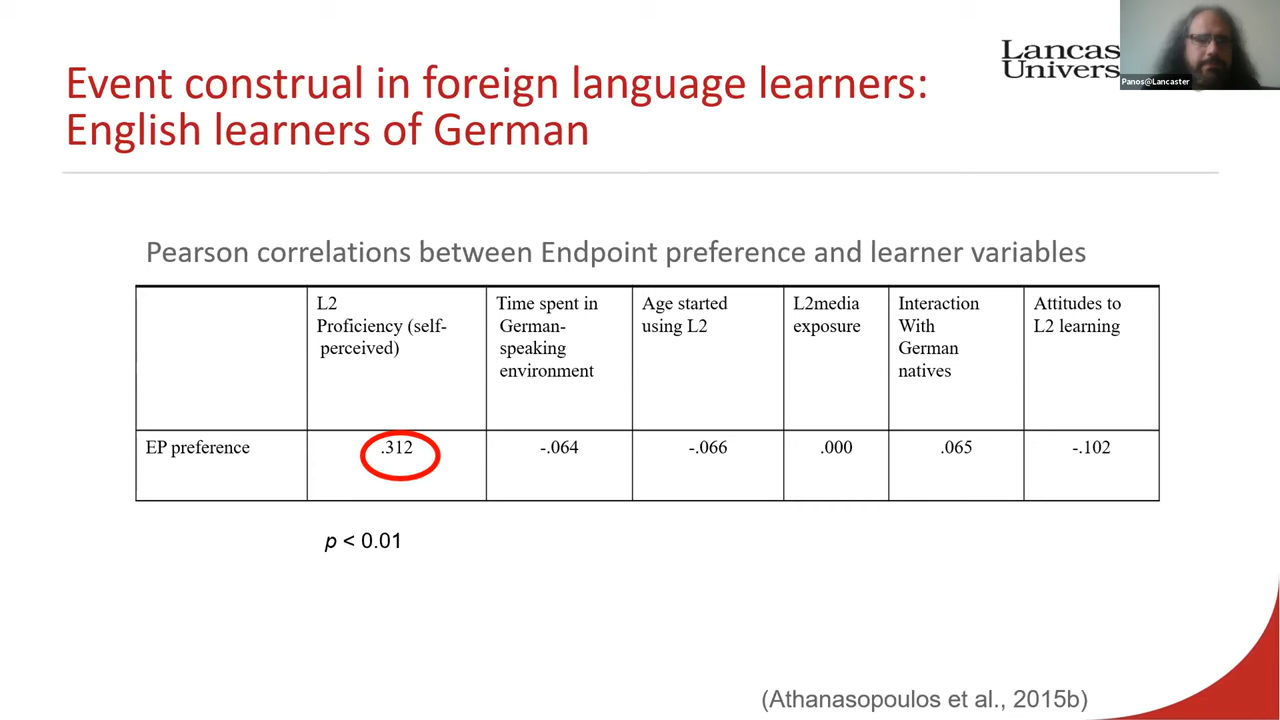 Lancas
Univers
Panos@Lancaster
Event construal in foreign language learners:
English learners of German
Pearson correlations between Endpoint preference and learner variables
L2
Proficiency (self-
perceived)
Time spent in
German-
speaking
environment
Age started
using L2
L2media
exposure
Interaction
With
German
natives
Attitudes to
L2 learning
EP preference
.312
-.064
-.066
.000
.065
-.102
p < 0.01
(Athanasopoulos et al., 2015b)